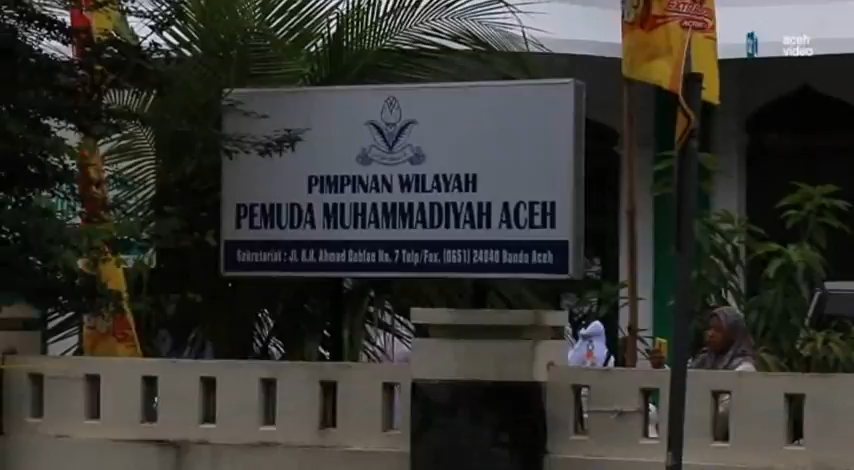 aceh
video
PIMPINAN WILAYAH
PEMUDA MUHAMMADIYAH ACEH
Sekretariat : Jl. K.H. Ahmad Dahlan No. 7 Telp/Fax. (0651) 24040 Banda Aceh